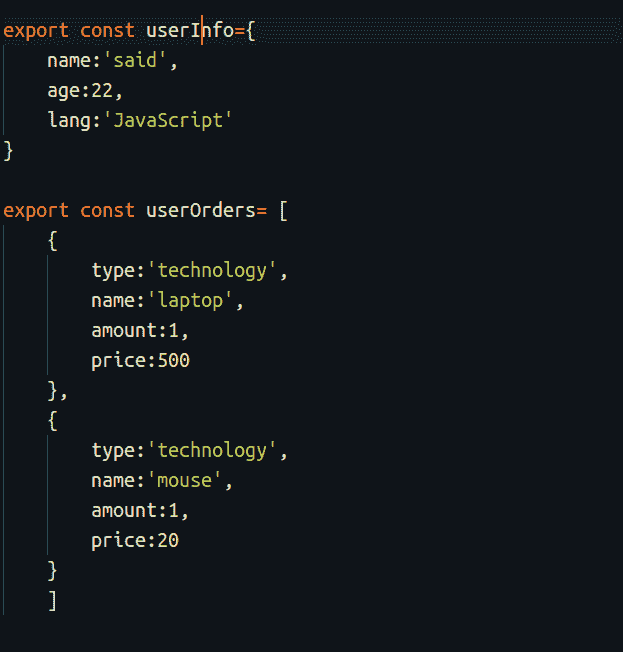 export const userInfo={
    name:'said',
    age:22,
    lang:'JavaScript'
}
export const userOrders= [
    {
        type:'technology',
        name:'laptop',
        amount:1,
        price:500
    },
    {
        type:'technology',
        name:'mouse',
        amount:1,
        price:20
    }
    ]